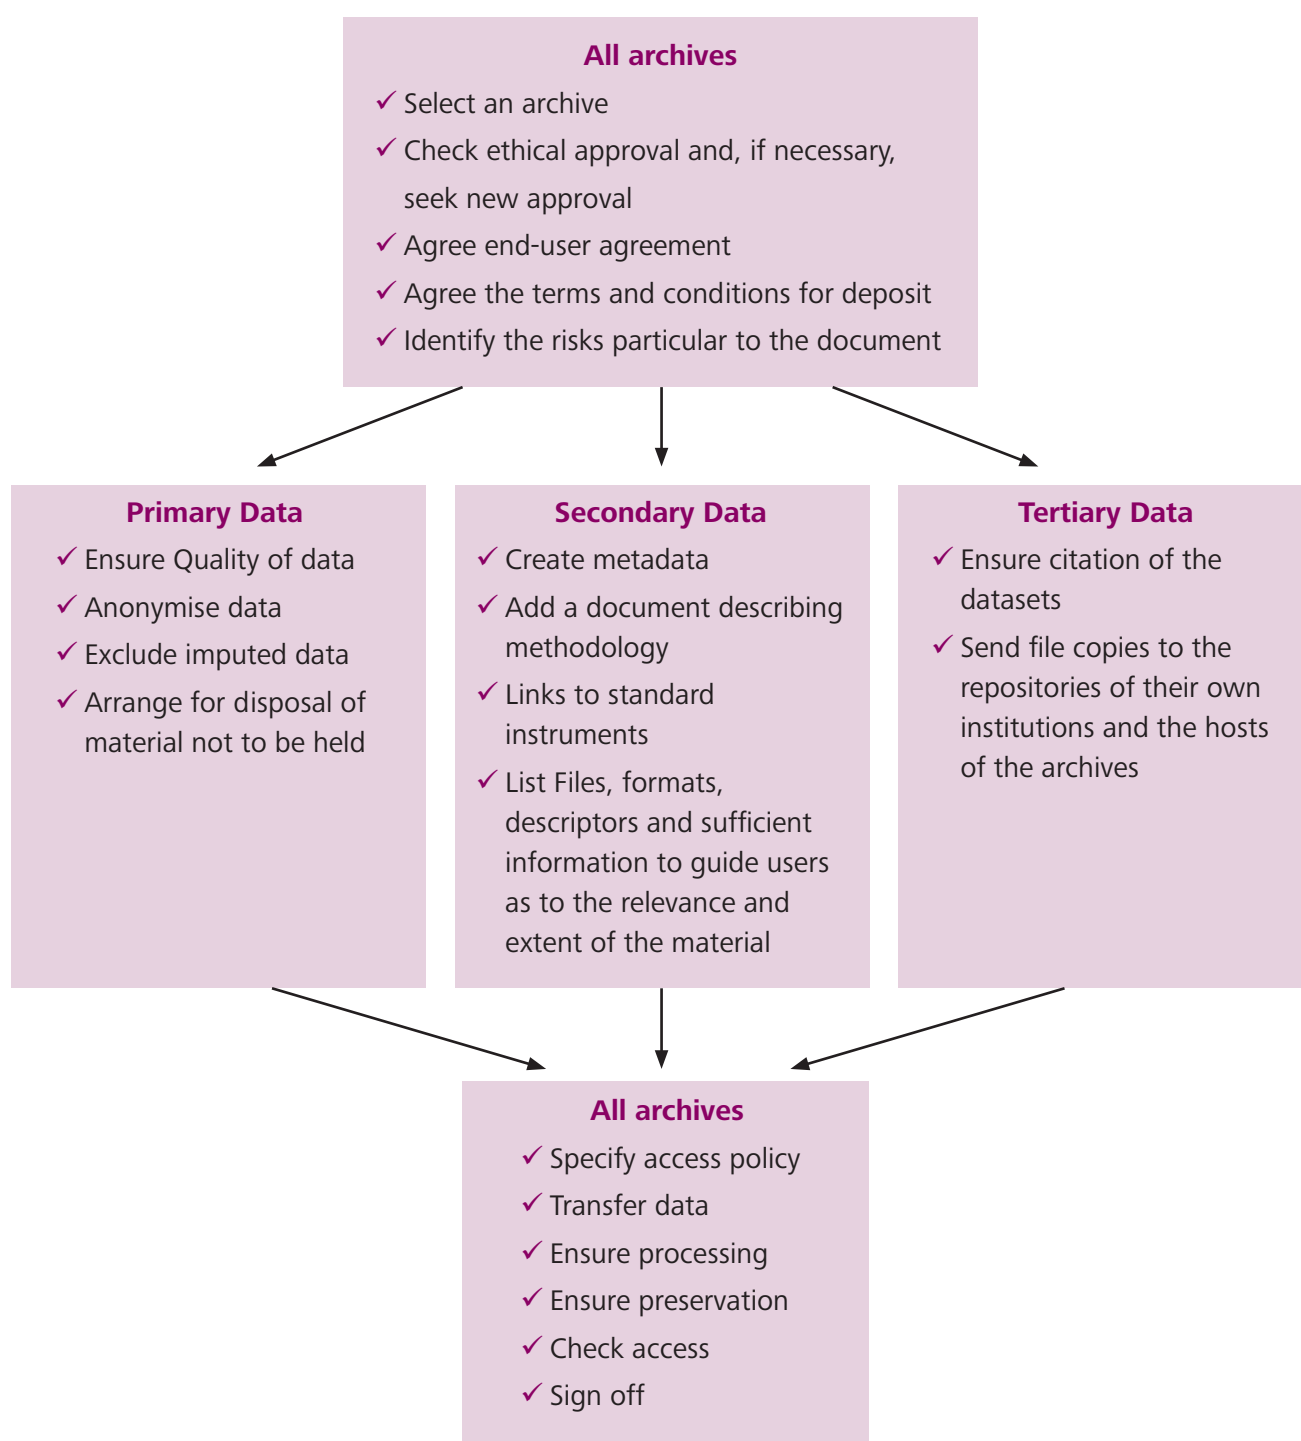 All archives
✓ Select an archive
✓ Check ethical approval and, if necessary,
seek new approval
✓ Agree end-user agreement
✓ Agree the terms and conditions for deposit
✓ Identify the risks particular to the document
Primary Data
✓ Ensure Quality of data
✓ Anonymise data
✓ Exclude imputed data
✓ Arrange for disposal of
material not to be held
Secondary Data
✓ Create metadata
✓ Add a document describing
methodology
✓ Links to standard
instruments
✓ List Files, formats,
descriptors and sufficient
information to guide users
as to the relevance and
extent of the material
Tertiary Data
✓ Ensure citation of the
datasets
✓ Send file copies to the
repositories of their own
institutions and the hosts
of the archives
All archives
✓ Specify access policy
✓ Transfer data
✓ Ensure processing
✓ Ensure preservation
✓ Check access
✓ Sign off